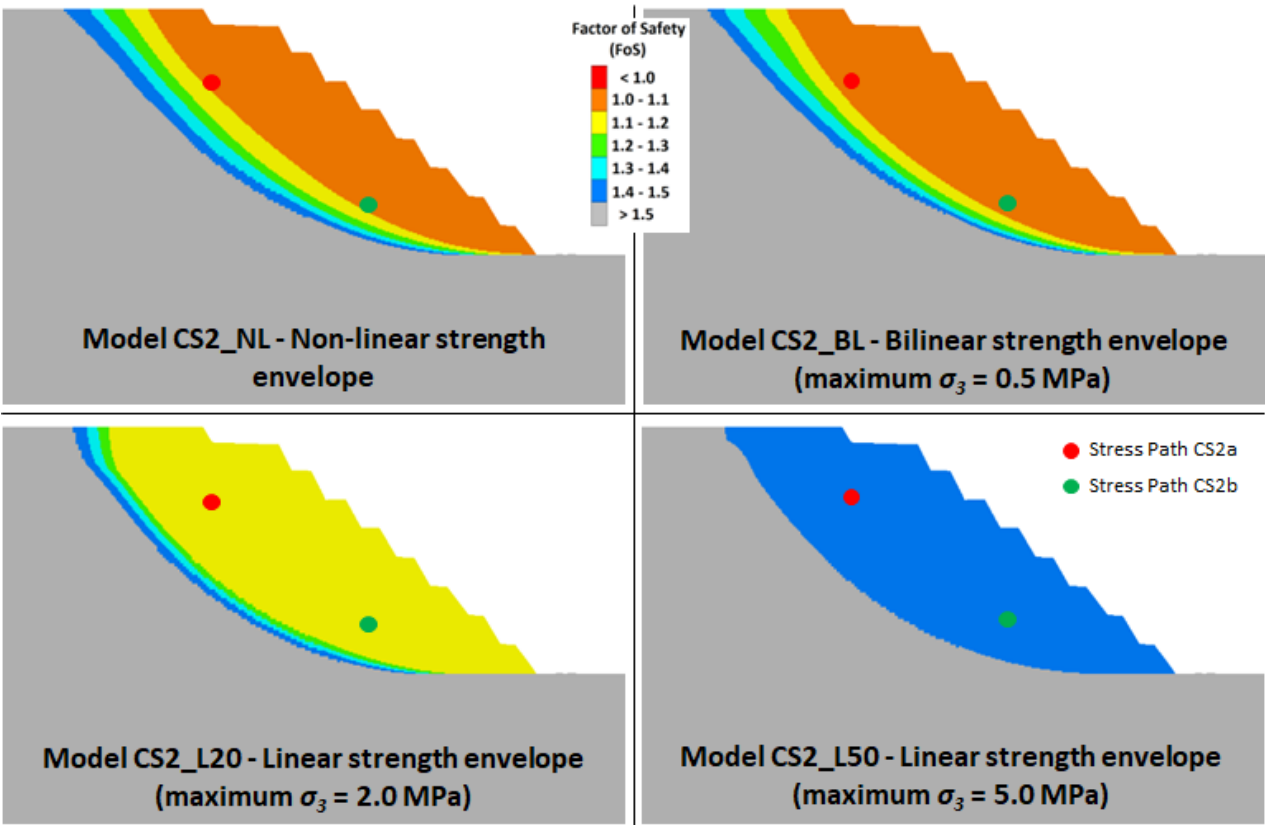 Factor of Safety
(FoS)
< 1.0
1.0 - 1.1
1.1 - 1.2
1.2 - 1.3
1.3 - 1.4
1.4 - 1.5
> 1.5
Model CS2_NL - Non-linear strength
envelope
Model CS2_BL - Bilinear strength envelope
(maximum σ3 = 0.5 MPa)
Stress Path CS2a
Stress Path CS2b
Model CS2_L20 - Linear strength envelope
(maximum σ3 = 2.0 MPa)
Model CS2_L50 - Linear strength envelope
(maximum σ3 = 5.0 MPa)